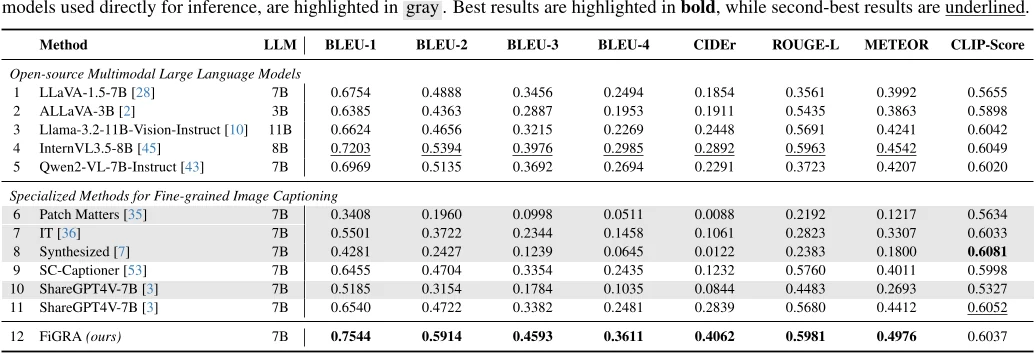 models used directly for inference, are highlighted in gray . Best results are highlighted in bold, while second-best results are underlined.
Method LLM BLEU-1 BLEU-2 BLEU-3 BLEU-4 CIDEr ROUGE-L METEOR CLIP-Score
Open-source Multimodal Large Language Models
1 LLaVA-1.5-7B [28] 7B 0.6754 0.4888 0.3456 0.2494 0.1854 0.3561 0.3992 0.5655
2 ALLaVA-3B [2] 3B 0.6385 0.4363 0.2887 0.1953 0.1911 0.5435 0.3863 0.5898
3 Llama-3.2-11B-Vision-Instruct [10] 11B 0.6624 0.4656 0.3215 0.2269 0.2448 0.5691 0.4241 0.6042
4 InternVL3.5-8B [45] 8B 0.7203 0.5394 0.3976 0.2985 0.2892 0.5963 0.4542 0.6049
5 Qwen2-VL-7B-Instruct [43] 7B 0.6969 0.5135 0.3692 0.2694 0.2291 0.3723 0.4207 0.6020
Specialized Methods for Fine-grained Image Captioning
6 Patch Matters [35] 7B 0.3408 0.1960 0.0998 0.0511 0.0088 0.2192 0.1217 0.5634
7 IT [36] 7B 0.5501 0.3722 0.2344 0.1458 0.1061 0.2823 0.3307 0.6033
8 Synthesized [7] 7B 0.4281 0.2427 0.1239 0.0645 0.0122 0.2383 0.1800 0.6081
9 SC-Captioner [53] 7B 0.6455 0.4704 0.3354 0.2435 0.1232 0.5760 0.4011 0.5998
10 ShareGPT4V-7B [3] 7B 0.5185 0.3154 0.1784 0.1035 0.0844 0.4483 0.2693 0.5327
11 ShareGPT4V-7B [3] 7B 0.6540 0.4722 0.3382 0.2481 0.2839 0.5680 0.4412 0.6052
12 FiGRA (ours) 7B 0.7544 0.5914 0.4593 0.3611 0.4062 0.5981 0.4976 0.6037